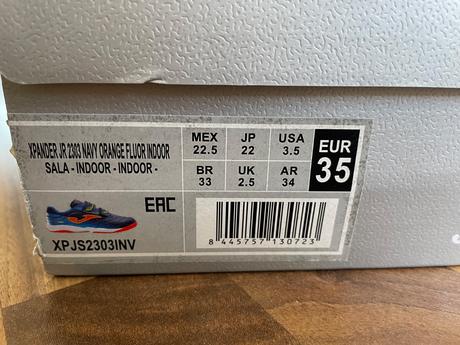 XPANDER JR 2303 NAVY ORANGE FLUOR INDOOR
SALA - INDOOR - INDOOR -
XPJS2303INV
EAC
MEX 22.5
JP 22
USA 3.5
EUR 35
BR 33
UK 2.5
AR 34
8 445757 130723